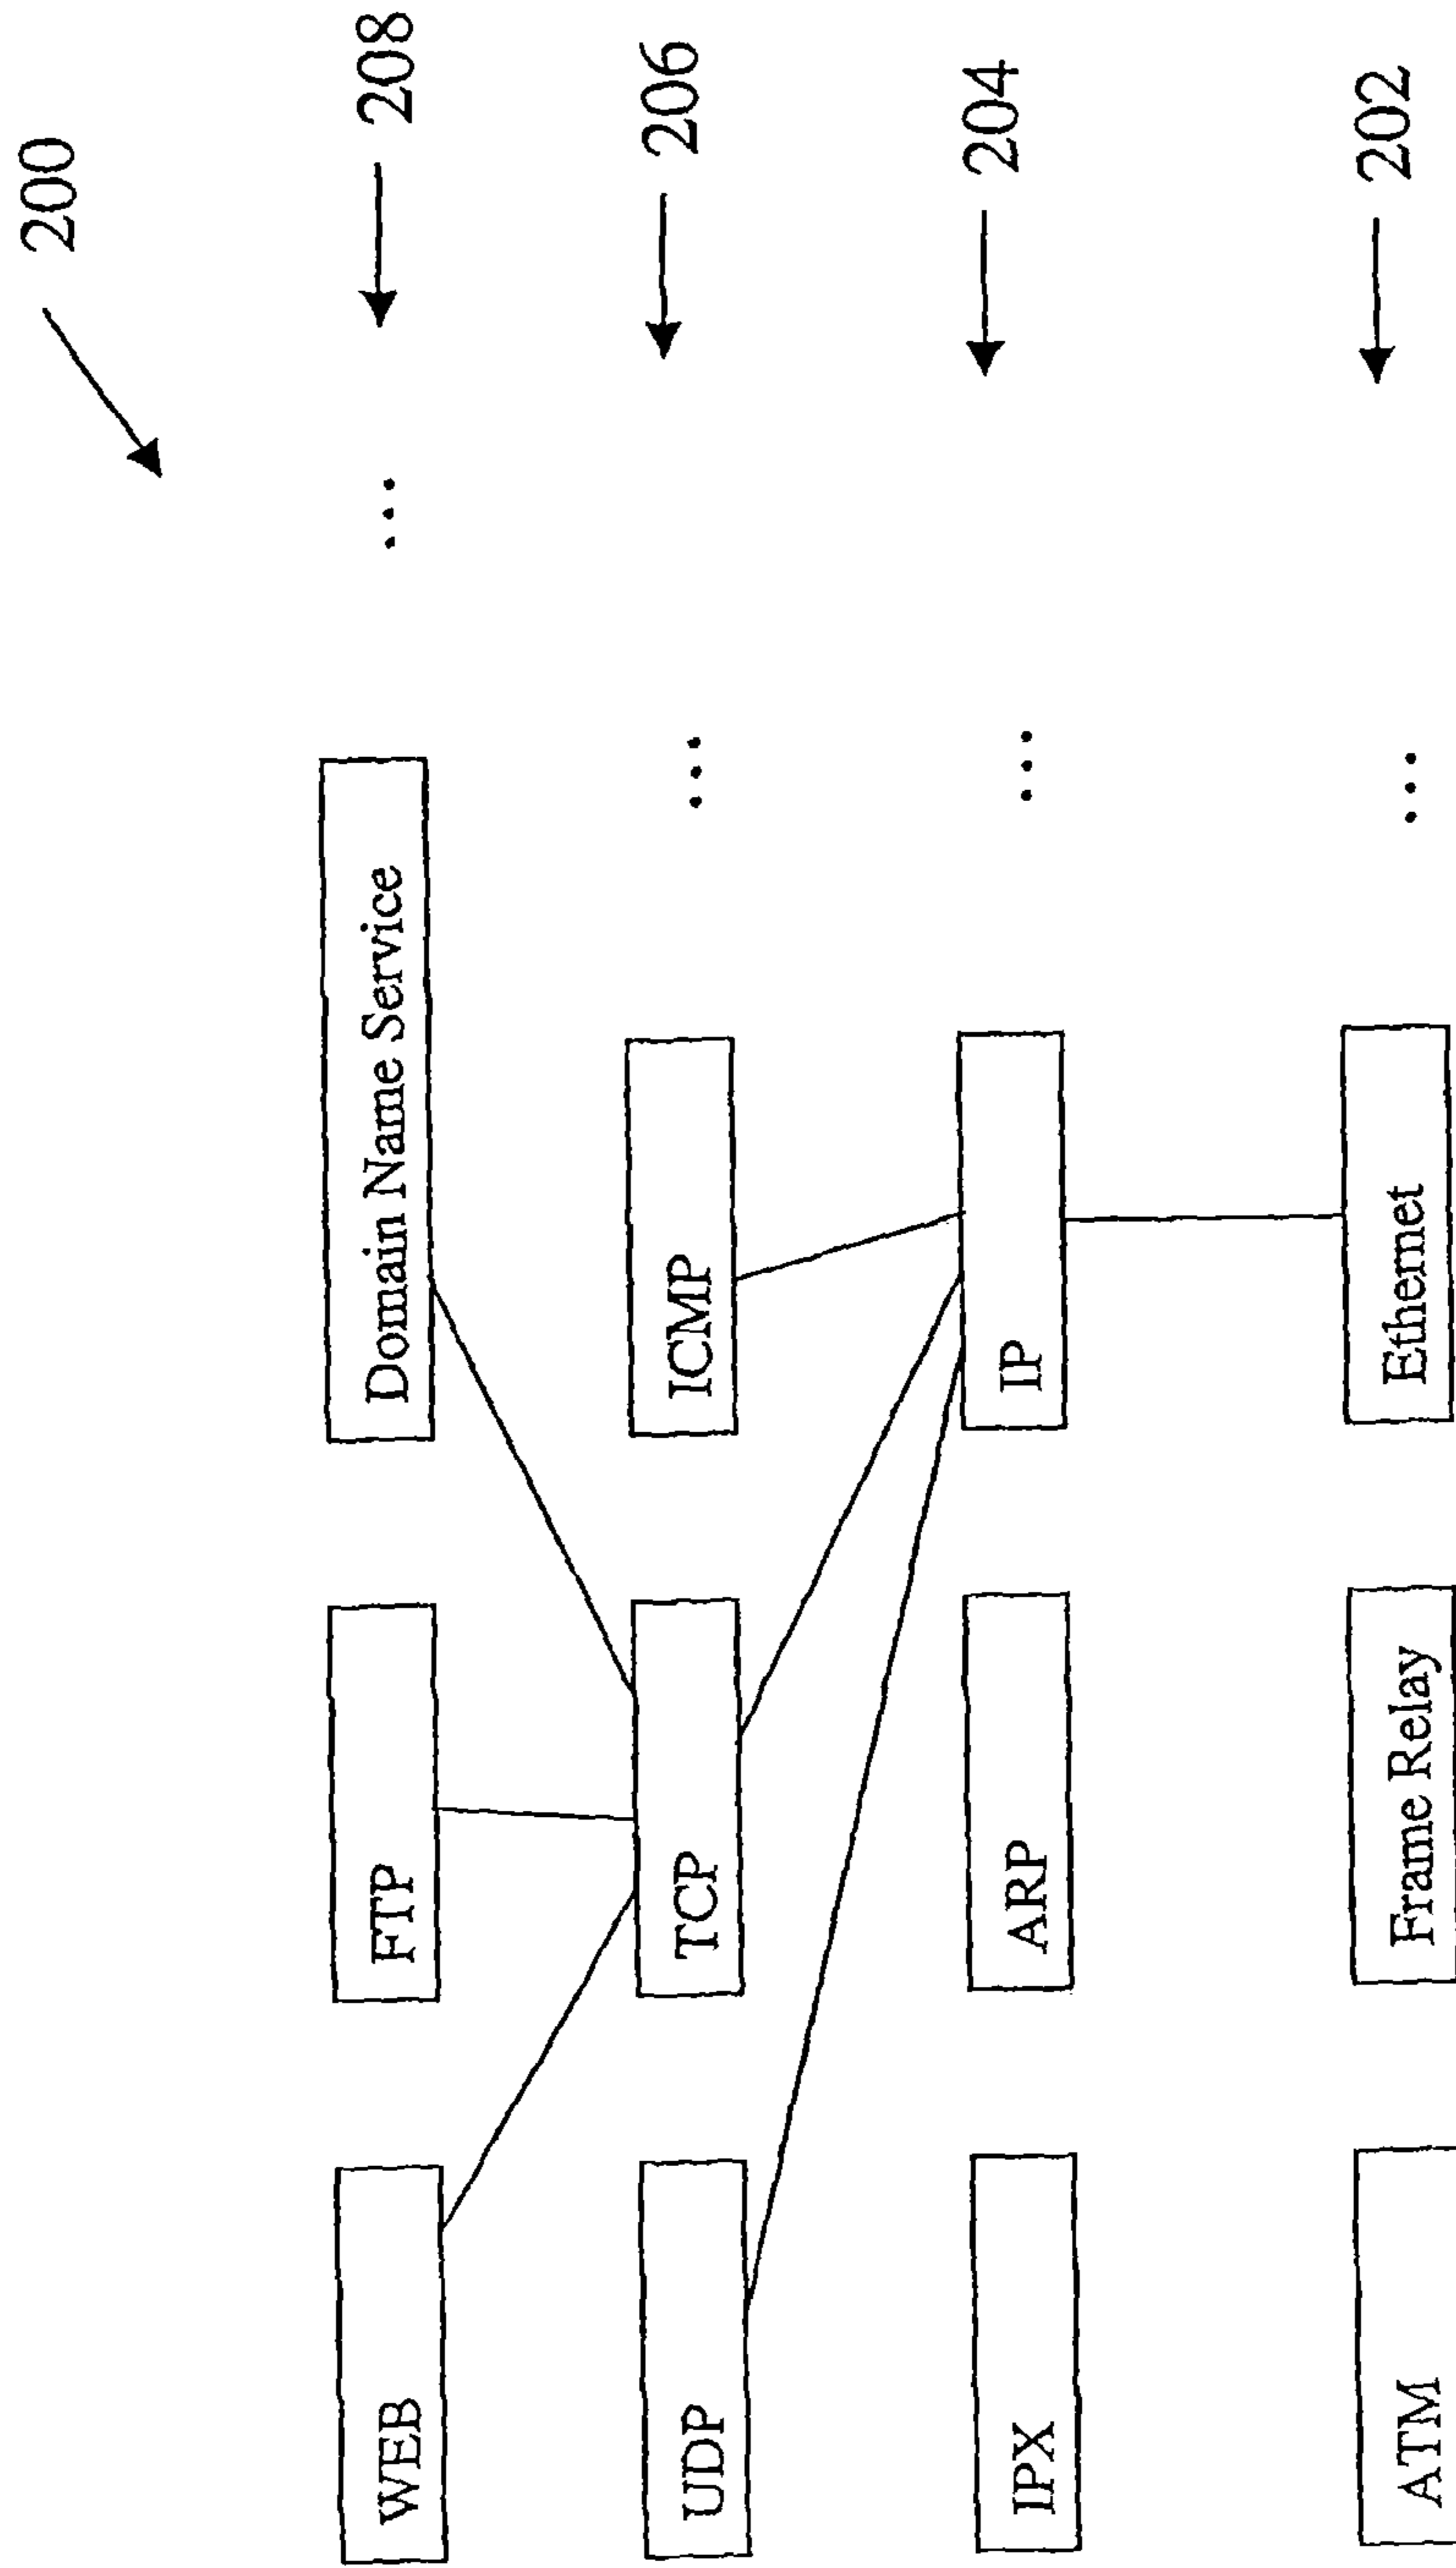 200
WEB FTP Domain Name Service ... 208
UDP TCP ICMP ... 206
IPX ARP IP ... 204
ATM Frame Relay Ethernet ... 202